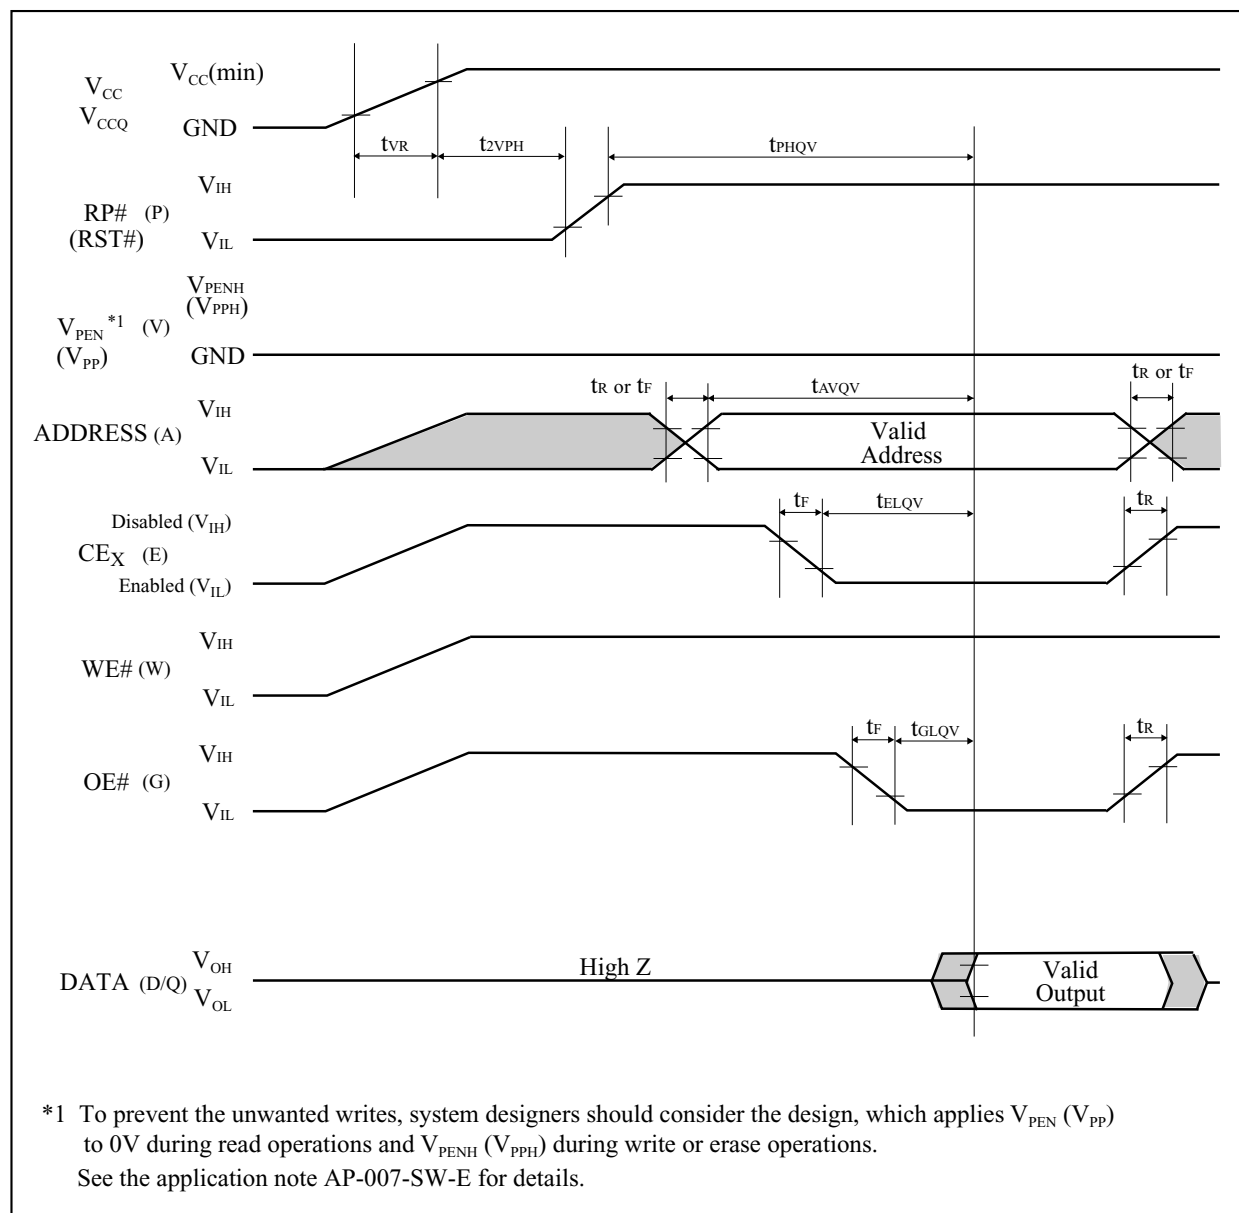 VCC(min)
VCC
VCCQ
GND
tVR
t2VPH
tPHQV
VIH
RP# (P)
(RST#)
VIL
VPENH
(VPPH)
VPEN *1 (V)
(VPP)
GND
tR or tF
tAVQV
tR or tF
VIH
ADDRESS (A)
Valid
Address
VIL
tF
tELQV
tR
Disabled (VIH)
CEX (E)
Enabled (VIL)
VIH
WE# (W)
VIL
tF
tGLQV
tR
VIH
OE# (G)
VIL
VOH
High Z
DATA (D/Q)
Valid
Output
VOL
*1 To prevent the unwanted writes, system designers should consider the design, which applies VPEN (VPP)
to 0V during read operations and VPENH (VPPH) during write or erase operations.
See the application note AP-007-SW-E for details.